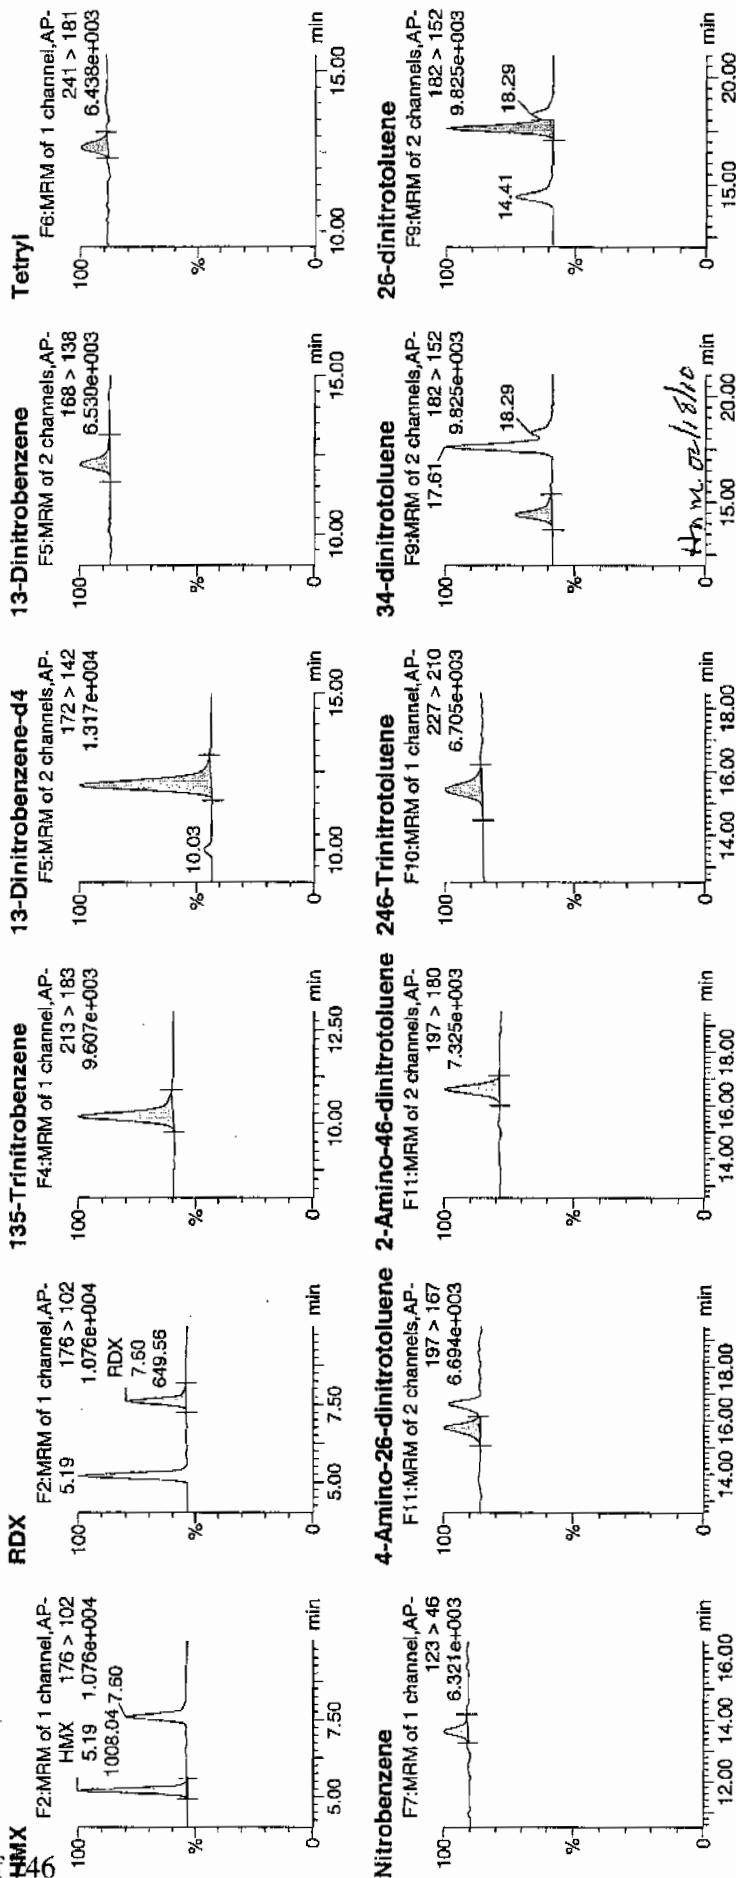 HMX
F2:MRM of 1 channel,AP-
176 > 102
1.076e+004
HMX
5.19
1008.04
7.60
100
%
0
5.00
7.50
min
RDX
F2:MRM of 1 channel,AP-
176 > 102
1.076e+004
5.19
RDX
7.60
649.56
100
%
0
5.00
7.50
min
135-Trinitrobenzene
F4:MRM of 1 channel,AP-
213 > 183
9.607e+003
100
%
0
10.00
12.50
min
13-Dinitrobenzene-d4
F5:MRM of 2 channels,AP-
172 > 142
1.317e+004
10.03
100
%
0
10.00
15.00
min
13-Dinitrobenzene
F5:MRM of 2 channels,AP-
168 > 138
6.530e+003
100
%
0
10.00
15.00
min
Tetryl
F6:MRM of 1 channel,AP-
241 > 181
6.438e+003
100
%
0
10.00
15.00
min
Nitrobenzene
F7:MRM of 1 channel,AP-
123 > 46
6.321e+003
100
%
0
12.00
14.00
16.00
min
4-Amino-26-dinitrotoluene
F11:MRM of 2 channels,AP-
197 > 167
6.694e+003
100
%
0
14.00
16.00
18.00
min
2-Amino-46-dinitrotoluene
F11:MRM of 2 channels,AP-
197 > 180
7.325e+003
100
%
0
14.00
16.00
18.00
min
246-Trinitrotoluene
F10:MRM of 1 channel,AP-
227 > 210
6.705e+003
100
%
0
14.00
16.00
18.00
min
34-dinitrotoluene
F9:MRM of 2 channels,AP-
182 > 152
9.825e+003
17.61
18.29
100
%
0
15.00
20.00
min
02/18/10
26-dinitrotoluene
F9:MRM of 2 channels,AP-
182 > 152
9.825e+003
14.41
18.29
100
%
0
15.00
20.00
min
146